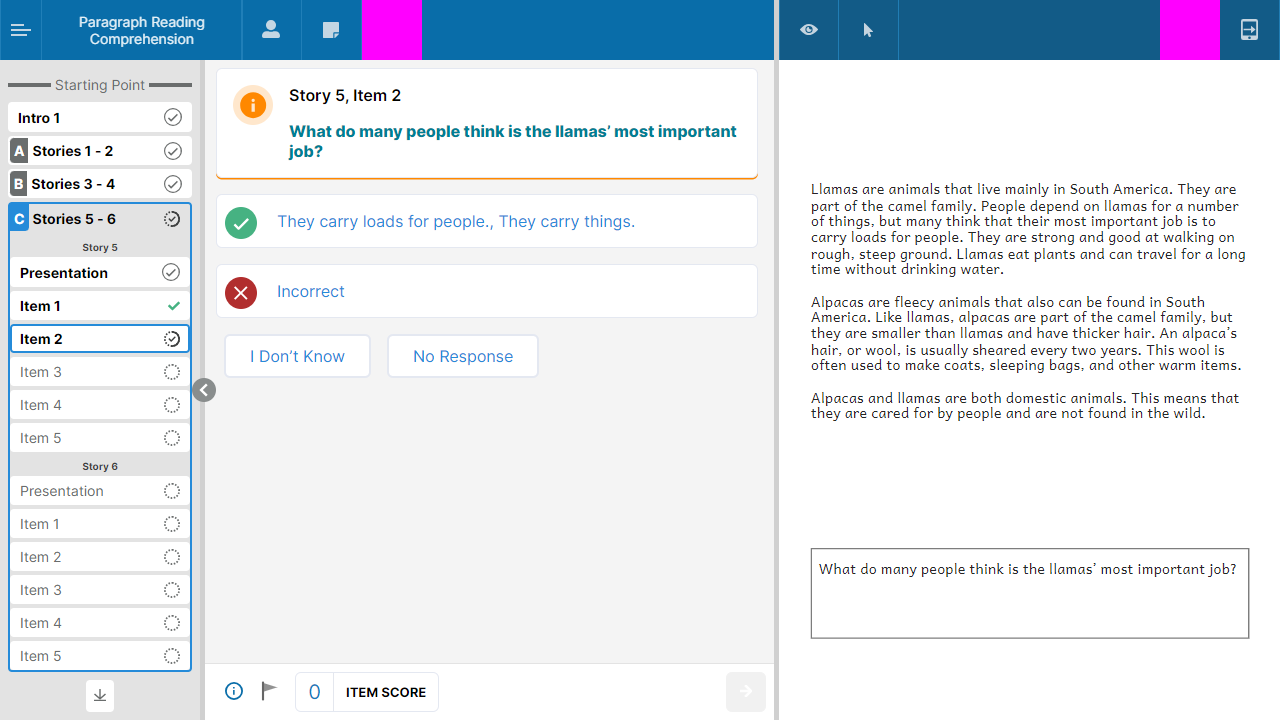 Paragraph Reading
Comprehension
Starting Point
Intro 1
A Stories 1 - 2
B Stories 3 - 4
C Stories 5 - 6
Story 5
Presentation
Item 1
Item 2
Item 3
Item 4
Item 5
Story 6
Presentation
Item 1
Item 2
Item 3
Item 4
Item 5
Story 5, Item 2
What do many people think is the llamas’ most important
job?
They carry loads for people., They carry things.
Incorrect
I Don’t Know
No Response
0 ITEM SCORE
Llamas are animals that live mainly in South America. They are
part of the camel family. People depend on llamas for a number
of things, but many think that their most important job is to
carry loads for people. They are strong and good at walking on
rough, steep ground. Llamas eat plants and can travel for a long
time without drinking water.
Alpacas are fleecy animals that also can be found in South
America. Like llamas, alpacas are part of the camel family, but
they are smaller than llamas and have thicker hair. An alpaca’s
hair, or wool, is usually sheared every two years. This wool is
often used to make coats, sleeping bags, and other warm items.
Alpacas and llamas are both domestic animals. This means that
they are cared for by people and are not found in the wild.
What do many people think is the llamas’ most important job?